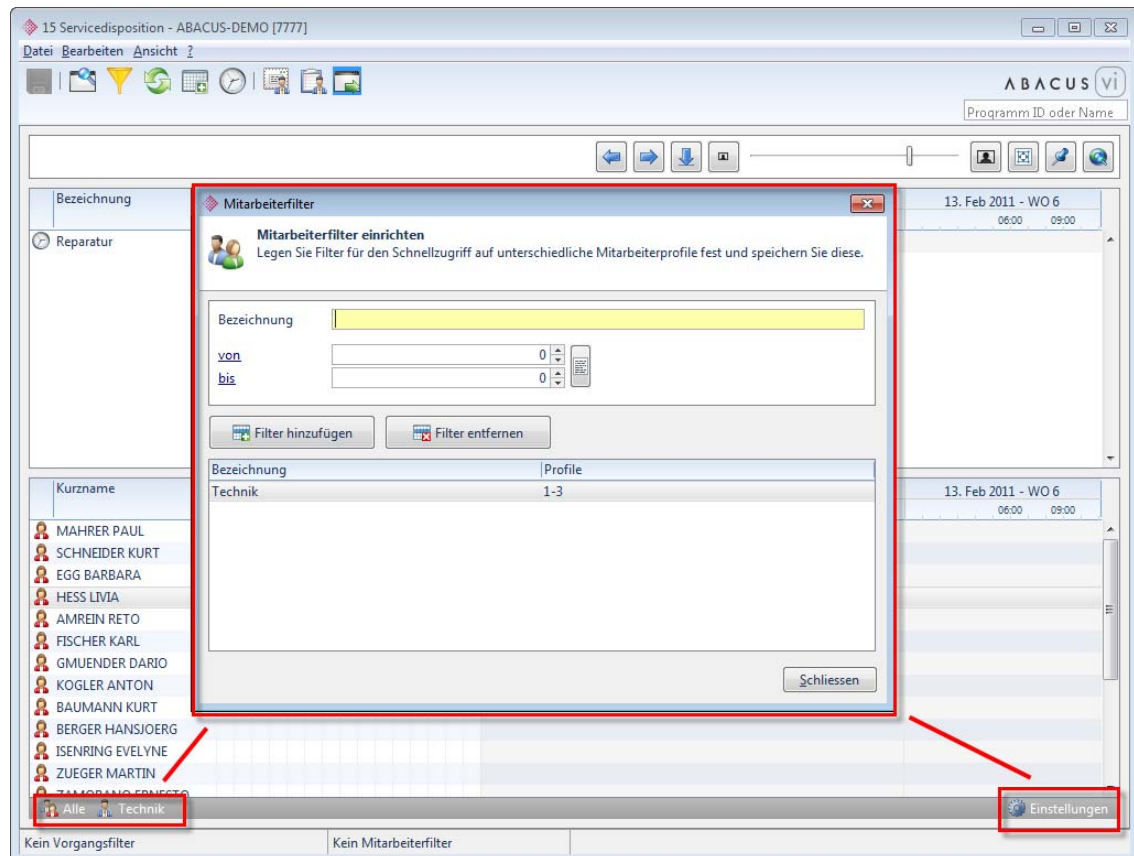 15 Servicedisposition - ABACUS-DEMO [7777]
Datei Bearbeiten Ansicht ?
ABACUS vi
Programm ID oder Name
Bezeichnung
13. Feb 2011 - WO 6
06:00 09:00
Reparatur
Mitarbeiterfilter
Mitarbeiterfilter einrichten
Legen Sie Filter für den Schnellzugriff auf unterschiedliche Mitarbeiterprofile fest und speichern Sie diese.
Bezeichnung
von 0
bis 0
Filter hinzufügen Filter entfernen
Bezeichnung Profile
Technik 1-3
Schliessen
Kurzname
13. Feb 2011 - WO 6
06:00 09:00
MAHRER PAUL
SCHNEIDER KURT
EGG BARBARA
HESS LIVIA
AMREIN RETO
FISCHER KARL
GMUENDER DARIO
KOGLER ANTON
BAUMANN KURT
BERGER HANSJOERG
ISENRING EVELYNE
ZUEGER MARTIN
ZAMORANO ERNESTO
Alle Technik Einstellungen
Kein Vorgangsfilter Kein Mitarbeiterfilter